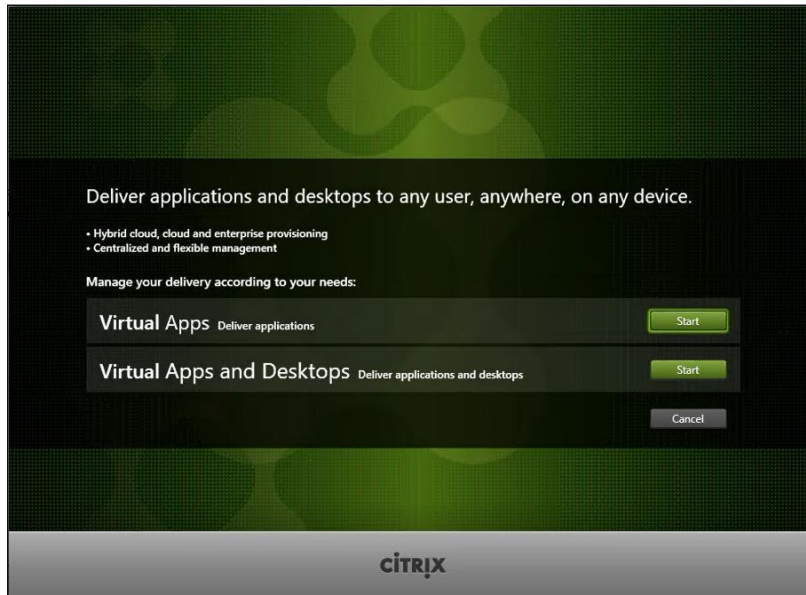 Deliver applications and desktops to any user, anywhere, on any device.
• Hybrid cloud, cloud and enterprise provisioning
• Centralized and flexible management
Manage your delivery according to your needs:
Virtual Apps Deliver applications Start
Virtual Apps and Desktops Deliver applications and desktops Start
Cancel
CİTRIX